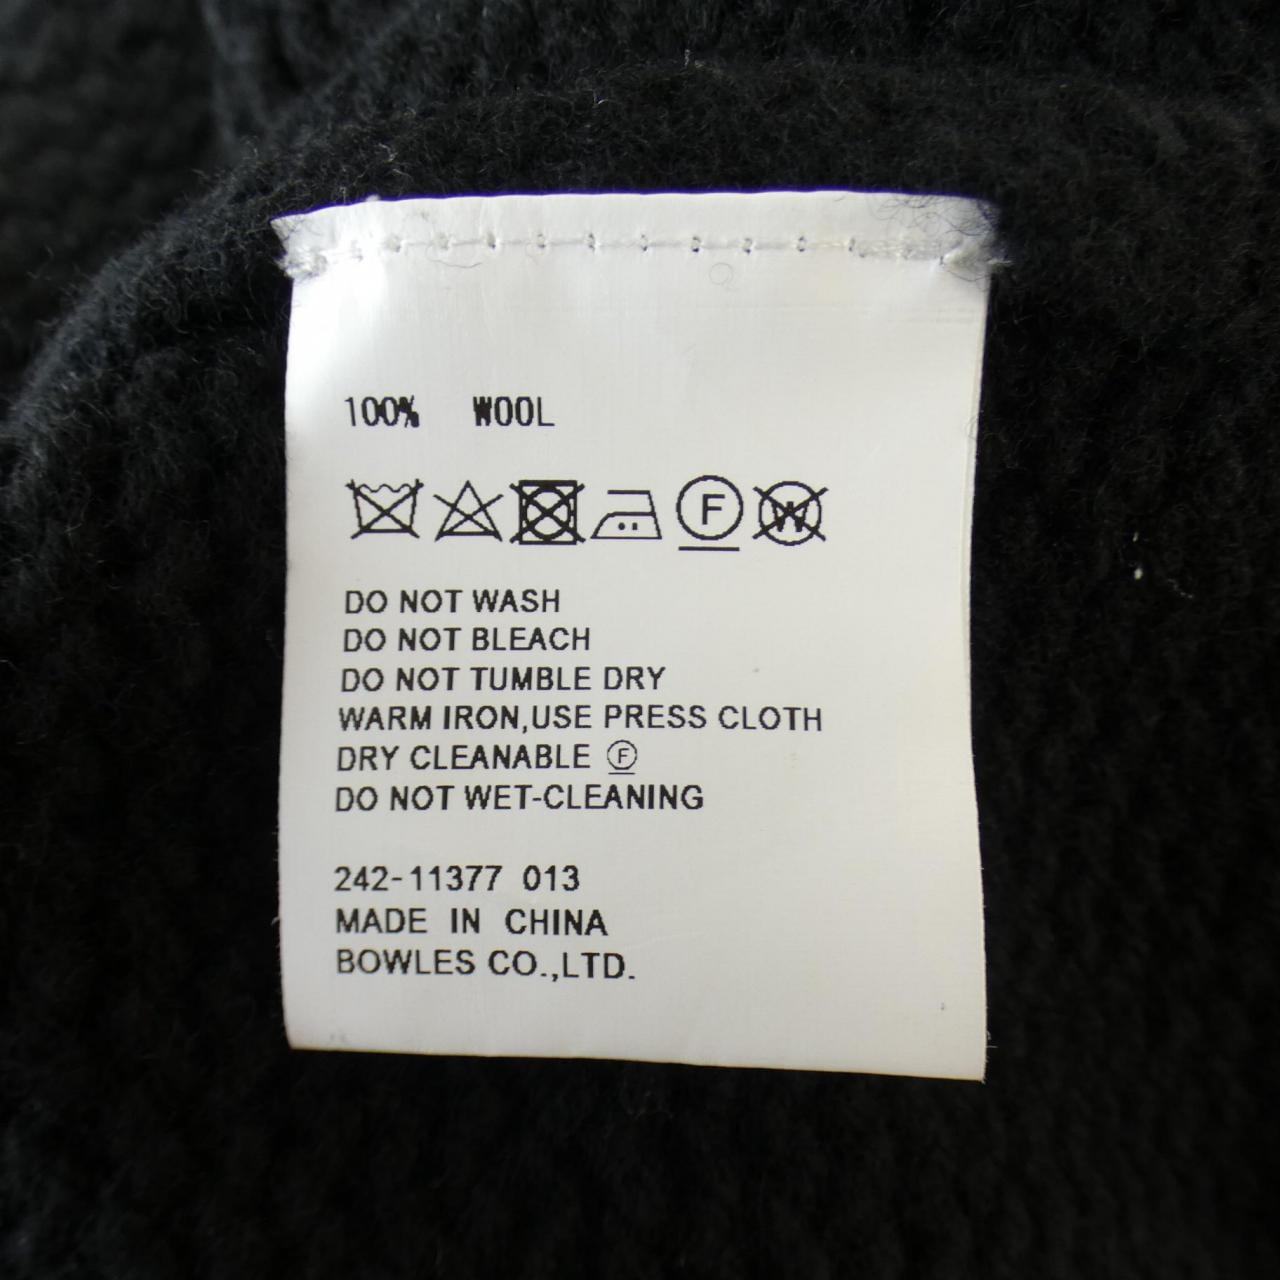 100% WOOL
F W
DO NOT WASH
DO NOT BLEACH
DO NOT TUMBLE DRY
WARM IRON,USE PRESS CLOTH
DRY CLEANABLE Ⓕ
DO NOT WET-CLEANING
242-11377 013
MADE IN CHINA
BOWLES CO.,LTD.